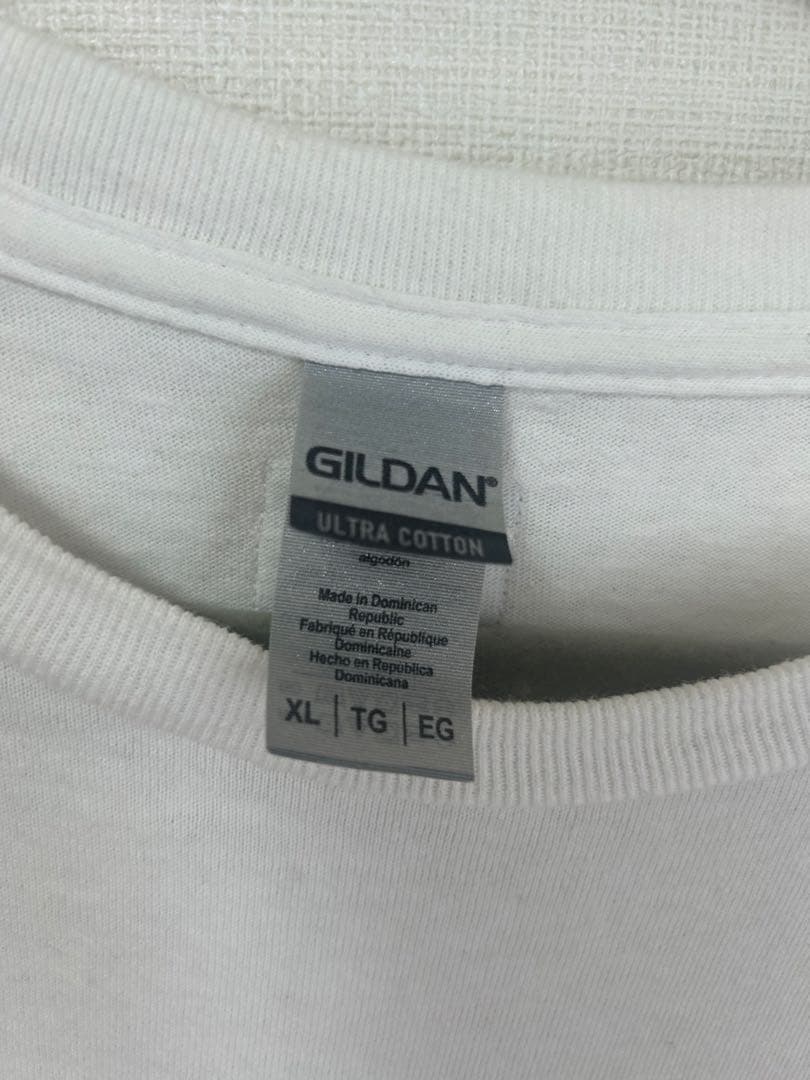 GILDAN®
ULTRA COTTON
algodón
Made in Dominican
Republic
Fabriqué en République
Dominicaine
Hecho en Republica
Dominicana
XL | TG | EG